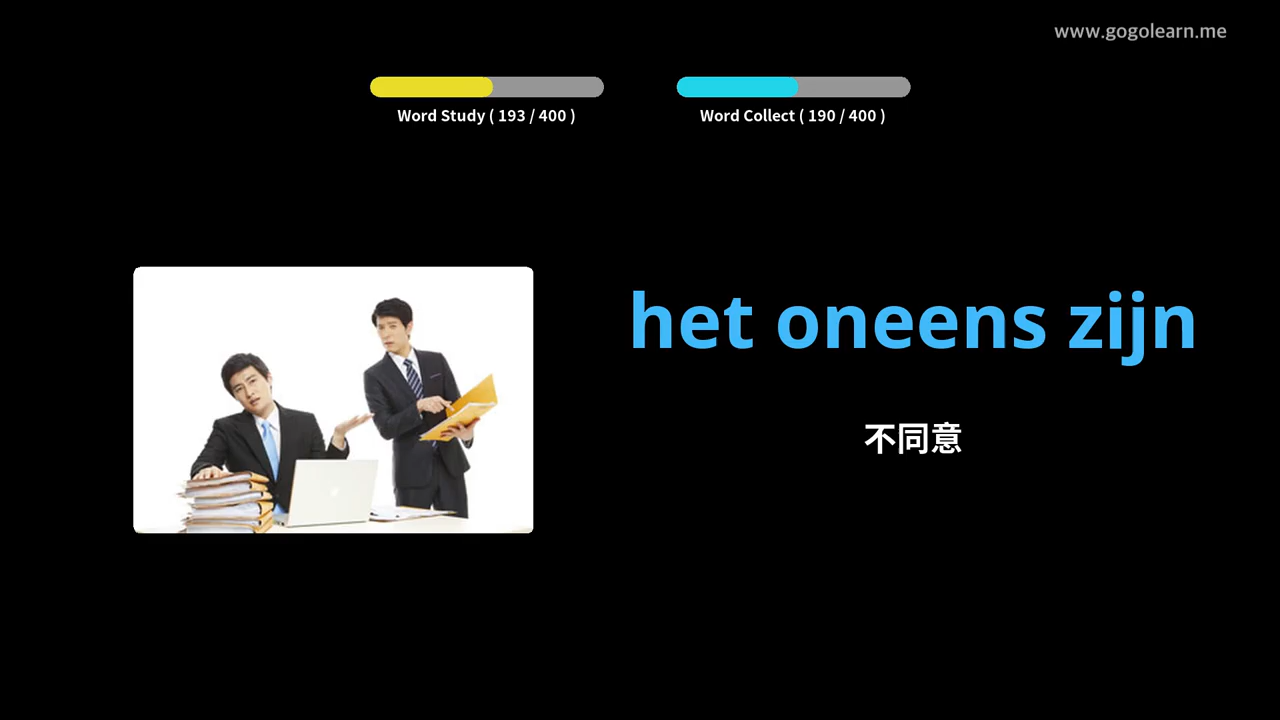 www.gogolearn.me
Word Study ( 193 / 400 )
Word Collect ( 190 / 400 )
het oneens zijn
不同意